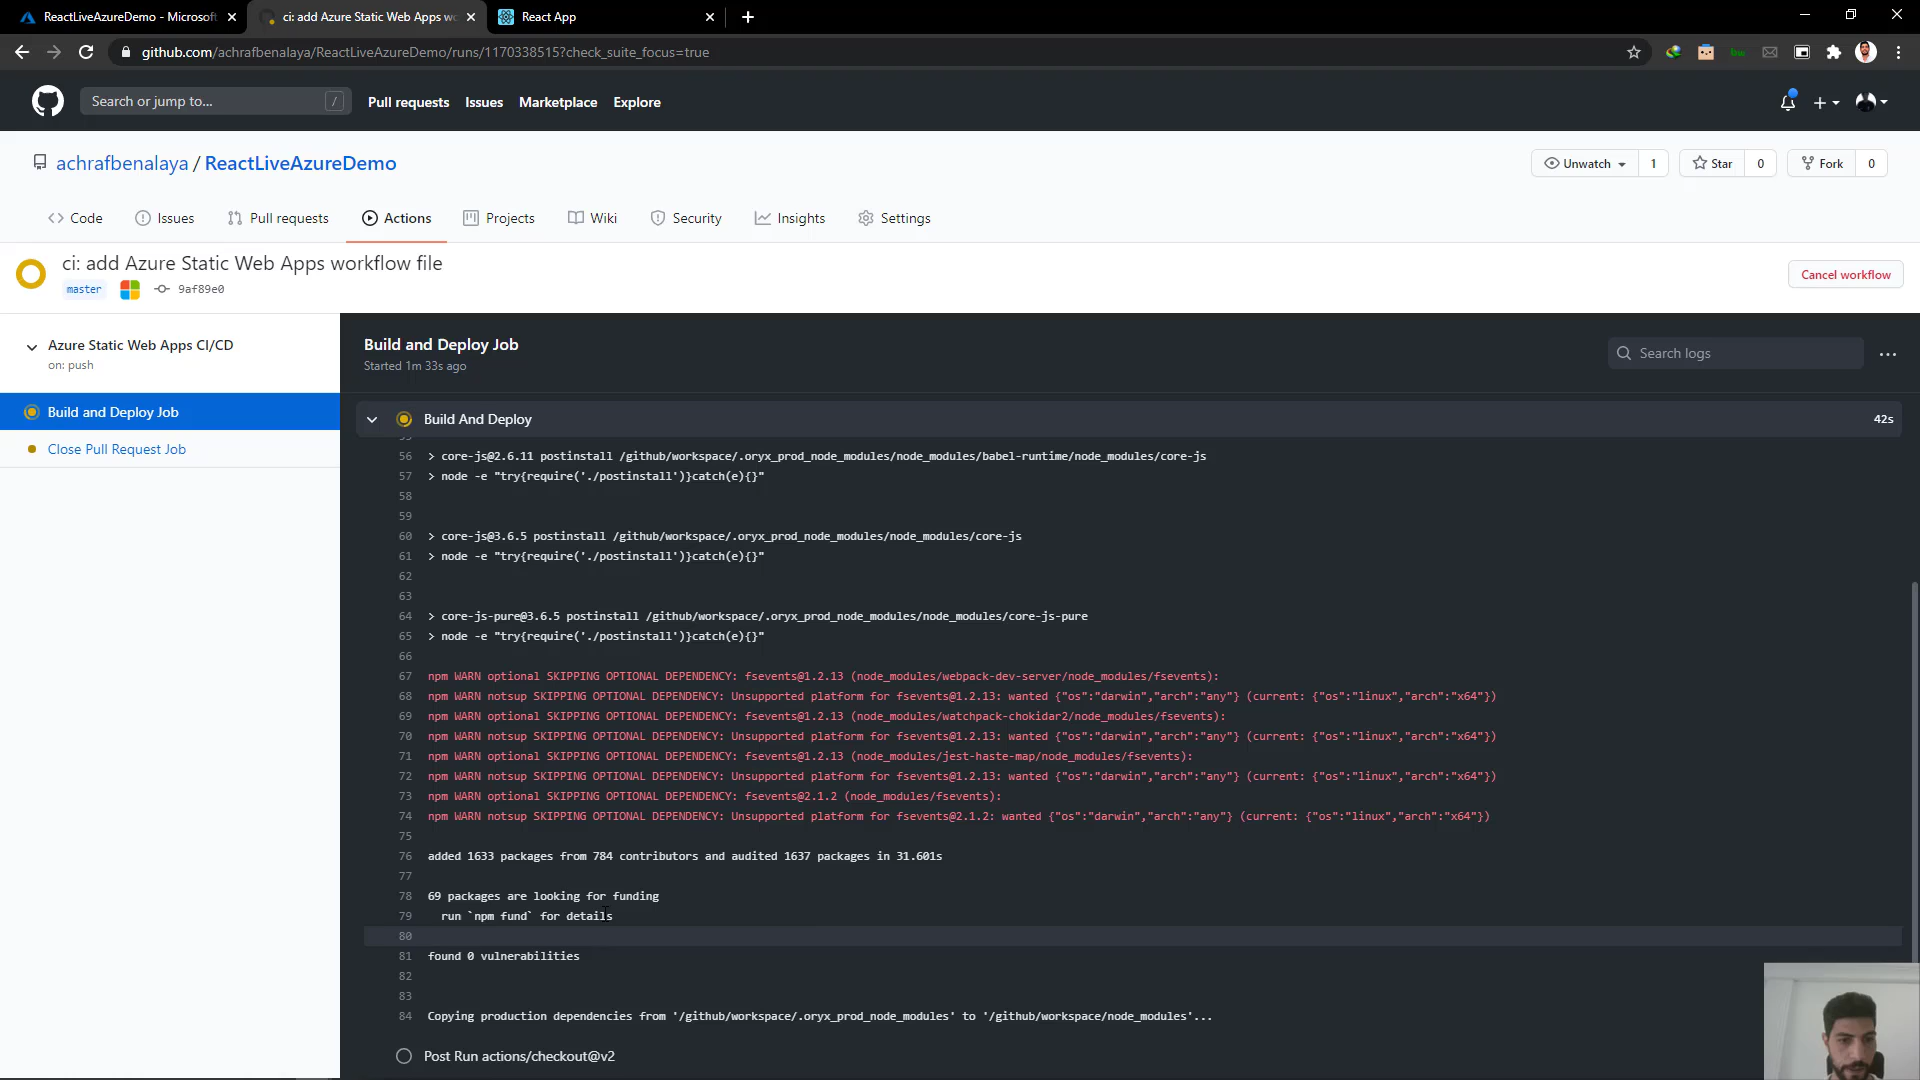 ReactLiveAzureDemo - Microsoft
ci: add Azure Static Web Apps wo
React App
github.com/achrafbenalaya/ReactLiveAzureDemo/runs/1170338515?check_suite_focus=true
Search or jump to...
/
Pull requests
Issues
Marketplace
Explore
achrafbenalaya / ReactLiveAzureDemo
Unwatch
1
Star
0
Fork
0
Code
Issues
Pull requests
Actions
Projects
Wiki
Security
Insights
Settings
ci: add Azure Static Web Apps workflow file
master
9af89e0
Cancel workflow
Azure Static Web Apps CI/CD
on: push
Build and Deploy Job
Close Pull Request Job
Build and Deploy Job
Started 1m 33s ago
Search logs
Build And Deploy
42s
56 > core-js@2.6.11 postinstall /github/workspace/.oryx_prod_node_modules/node_modules/babel-runtime/node_modules/core-js
57 > node -e "try{require('./postinstall')}catch(e){}"
58
59
60 > core-js@3.6.5 postinstall /github/workspace/.oryx_prod_node_modules/node_modules/core-js
61 > node -e "try{require('./postinstall')}catch(e){}"
62
63
64 > core-js-pure@3.6.5 postinstall /github/workspace/.oryx_prod_node_modules/node_modules/core-js-pure
65 > node -e "try{require('./postinstall')}catch(e){}"
66
67 npm WARN optional SKIPPING OPTIONAL DEPENDENCY: fsevents@1.2.13 (node_modules/webpack-dev-server/node_modules/fsevents):
68 npm WARN notsup SKIPPING OPTIONAL DEPENDENCY: Unsupported platform for fsevents@1.2.13: wanted {"os":"darwin","arch":"any"} (current: {"os":"linux","arch":"x64"})
69 npm WARN optional SKIPPING OPTIONAL DEPENDENCY: fsevents@1.2.13 (node_modules/watchpack-chokidar2/node_modules/fsevents):
70 npm WARN notsup SKIPPING OPTIONAL DEPENDENCY: Unsupported platform for fsevents@1.2.13: wanted {"os":"darwin","arch":"any"} (current: {"os":"linux","arch":"x64"})
71 npm WARN optional SKIPPING OPTIONAL DEPENDENCY: fsevents@1.2.13 (node_modules/jest-haste-map/node_modules/fsevents):
72 npm WARN notsup SKIPPING OPTIONAL DEPENDENCY: Unsupported platform for fsevents@1.2.13: wanted {"os":"darwin","arch":"any"} (current: {"os":"linux","arch":"x64"})
73 npm WARN optional SKIPPING OPTIONAL DEPENDENCY: fsevents@2.1.2 (node_modules/fsevents):
74 npm WARN notsup SKIPPING OPTIONAL DEPENDENCY: Unsupported platform for fsevents@2.1.2: wanted {"os":"darwin","arch":"any"} (current: {"os":"linux","arch":"x64"})
75
76 added 1633 packages from 784 contributors and audited 1637 packages in 31.601s
77
78 69 packages are looking for funding
79 run `npm fund` for details
80
81 found 0 vulnerabilities
82
83
84 Copying production dependencies from '/github/workspace/.oryx_prod_node_modules' to '/github/workspace/node_modules'...
Post Run actions/checkout@v2